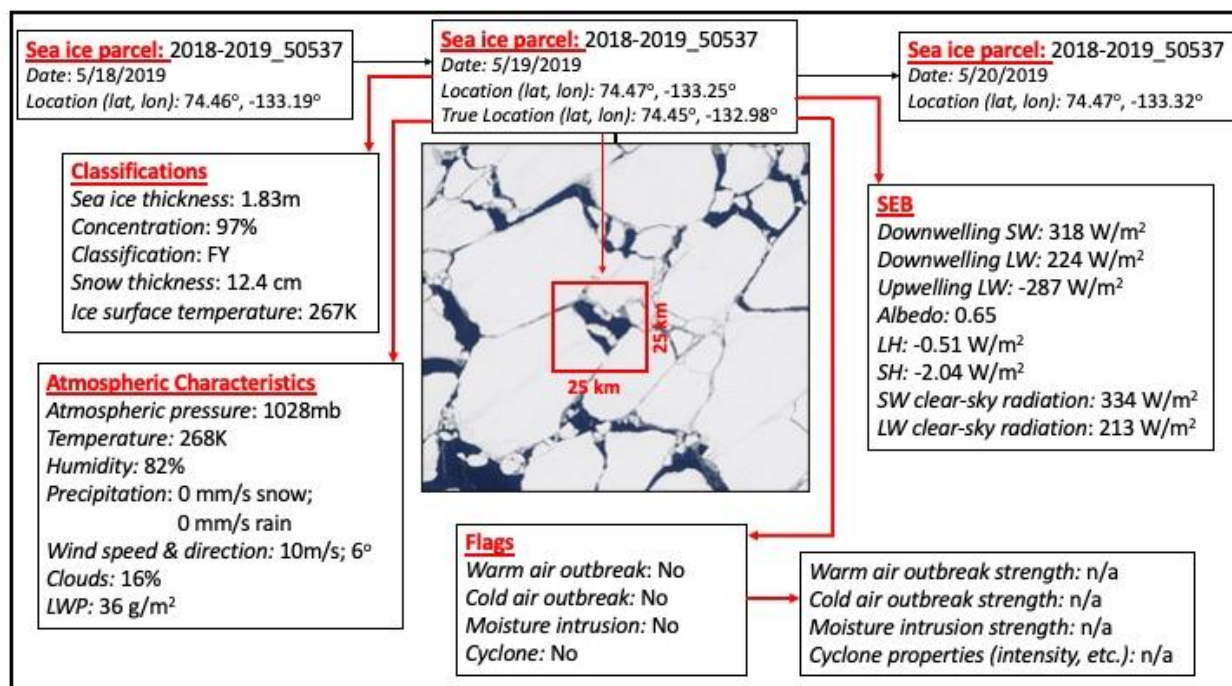 Sea ice parcel: 2018-2019_50537
Date: 5/18/2019
Location (lat, lon): 74.46°, -133.19°
Sea ice parcel: 2018-2019_50537
Date: 5/19/2019
Location (lat, lon): 74.47°, -133.25°
True Location (lat, lon): 74.45°, -132.98°
Sea ice parcel: 2018-2019_50537
Date: 5/20/2019
Location (lat, lon): 74.47°, -133.32°
Classifications
Sea ice thickness: 1.83m
Concentration: 97%
Classification: FY
Snow thickness: 12.4 cm
Ice surface temperature: 267K
25 km
25 km
SEB
Downwelling SW: 318 W/m²
Downwelling LW: 224 W/m²
Upwelling LW: -287 W/m²
Albedo: 0.65
LH: -0.51 W/m²
SH: -2.04 W/m²
SW clear-sky radiation: 334 W/m²
LW clear-sky radiation: 213 W/m²
Atmospheric Characteristics
Atmospheric pressure: 1028mb
Temperature: 268K
Humidity: 82%
Precipitation: 0 mm/s snow;
0 mm/s rain
Wind speed & direction: 10m/s; 6°
Clouds: 16%
LWP: 36 g/m²
Flags
Warm air outbreak: No
Cold air outbreak: No
Moisture intrusion: No
Cyclone: No
Warm air outbreak strength: n/a
Cold air outbreak strength: n/a
Moisture intrusion strength: n/a
Cyclone properties (intensity, etc.): n/a